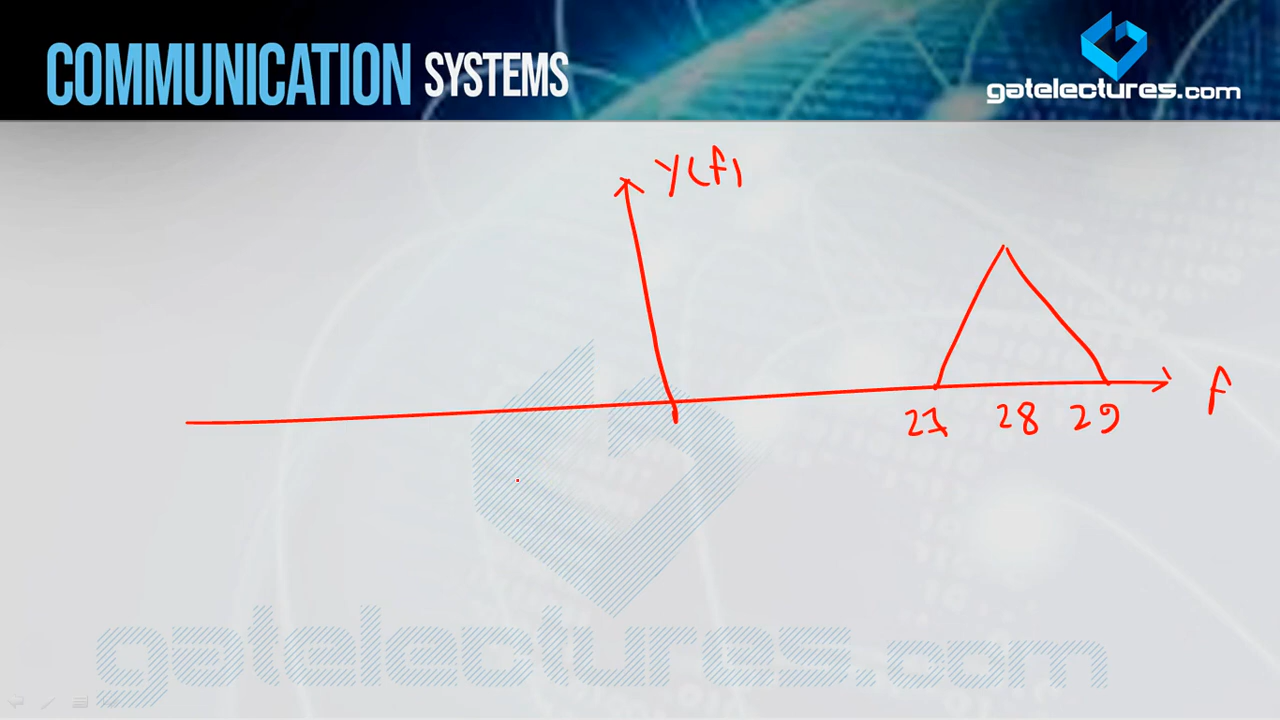 COMMUNICATION SYSTEMS
gatelectures.com
Y(f)
f
27 28 29
gatelectures.com